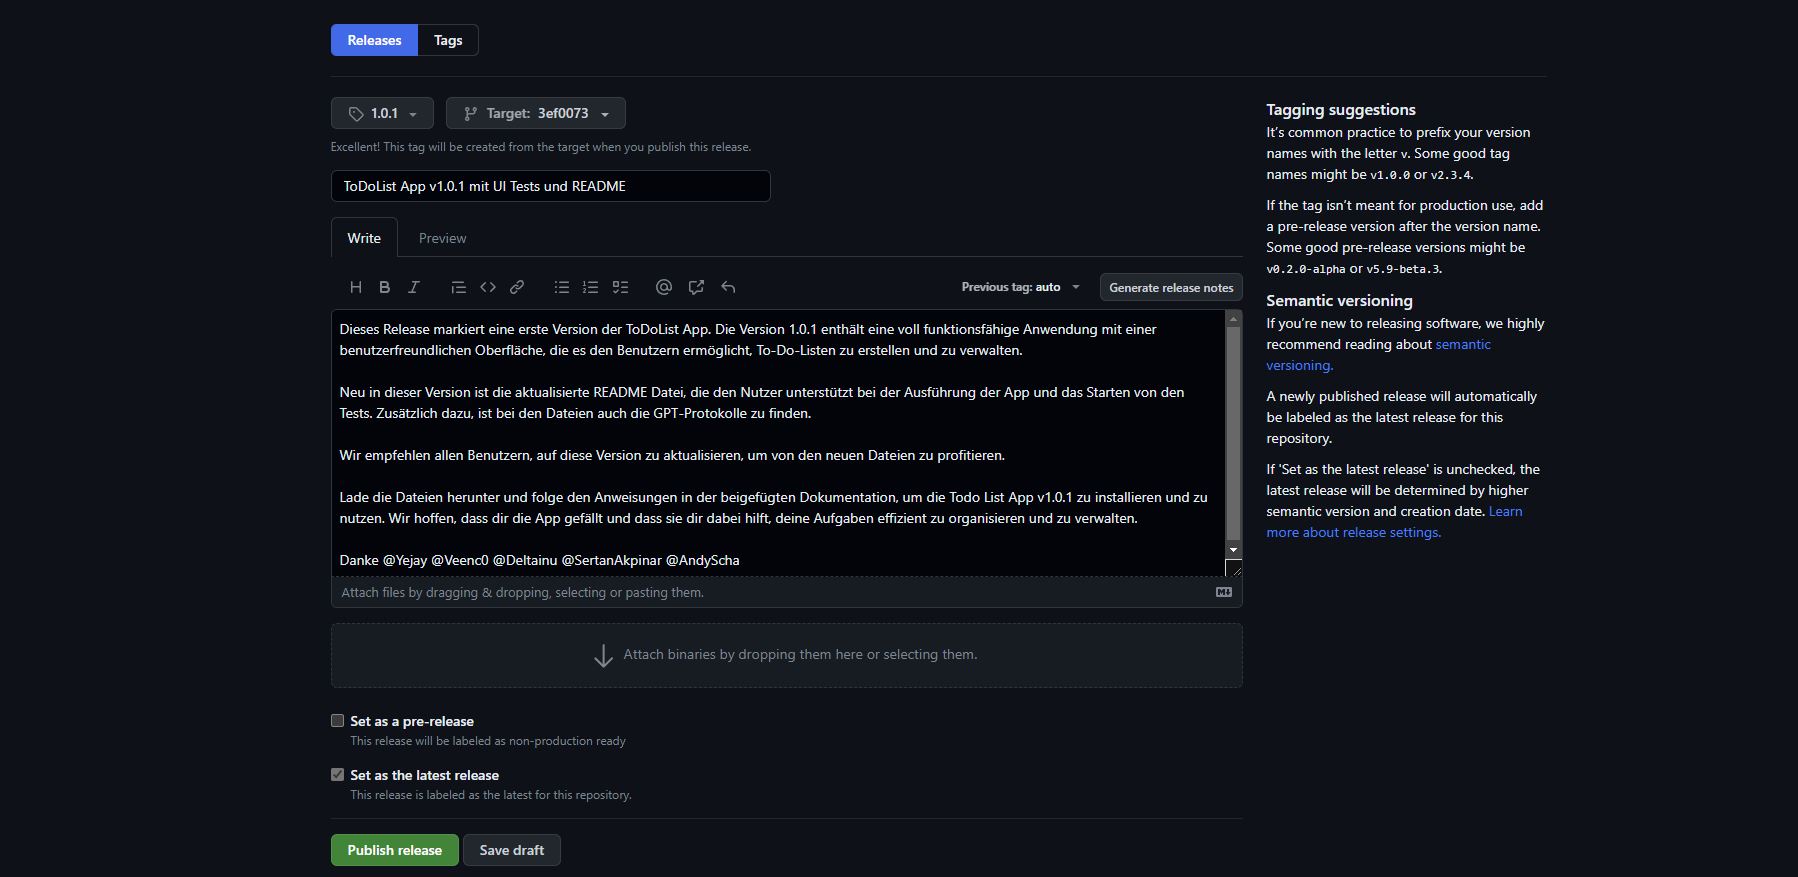 Releases Tags
1.0.1 Target: 3ef0073
Excellent! This tag will be created from the target when you publish this release.
ToDoList App v1.0.1 mit UI Tests und README
Write Preview
Previous tag: auto Generate release notes
Dieses Release markiert eine erste Version der ToDoList App. Die Version 1.0.1 enthält eine voll funktionsfähige Anwendung mit einer
benutzerfreundlichen Oberfläche, die es den Benutzern ermöglicht, To-Do-Listen zu erstellen und zu verwalten.
Neu in dieser Version ist die aktualisierte README Datei, die den Nutzer unterstützt bei der Ausführung der App und das Starten von den
Tests. Zusätzlich dazu, ist bei den Dateien auch die GPT-Protokolle zu finden.
Wir empfehlen allen Benutzern, auf diese Version zu aktualisieren, um von den neuen Dateien zu profitieren.
Lade die Dateien herunter und folge den Anweisungen in der beigefügten Dokumentation, um die Todo List App v1.0.1 zu installieren und zu
nutzen. Wir hoffen, dass dir die App gefällt und dass sie dir dabei hilft, deine Aufgaben effizient zu organisieren und zu verwalten.
Danke @Yejay @Veenc0 @Deltainu @SertanAkpinar @AndyScha
Attach files by dragging & dropping, selecting or pasting them.
Attach binaries by dropping them here or selecting them.
Set as a pre-release
This release will be labeled as non-production ready
Set as the latest release
This release is labeled as the latest for this repository.
Publish release Save draft
Tagging suggestions
It's common practice to prefix your version
names with the letter v. Some good tag
names might be v1.0.0 or v2.3.4.
If the tag isn't meant for production use, add
a pre-release version after the version name.
Some good pre-release versions might be
v0.2.0-alpha or v5.9-beta.3.
Semantic versioning
If you're new to releasing software, we highly
recommend reading about semantic
versioning.
A newly published release will automatically
be labeled as the latest release for this
repository.
If 'Set as the latest release' is unchecked, the
latest release will be determined by higher
semantic version and creation date. Learn
more about release settings.